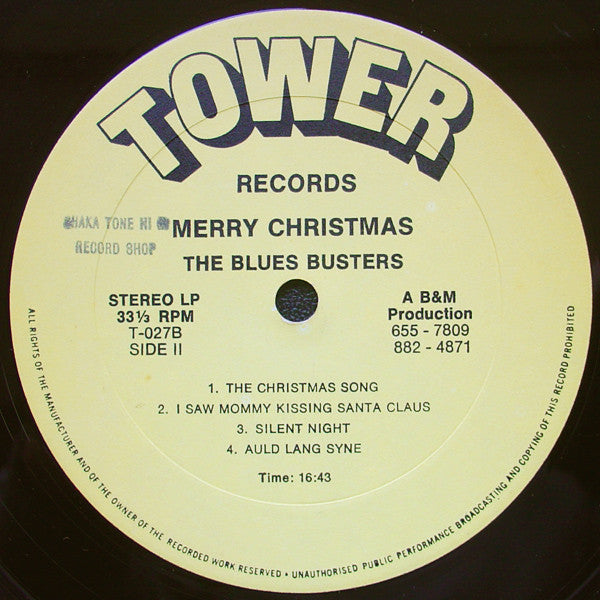 TOWER
RECORDS
TONE HI
RECORD SHOP
MERRY CHRISTMAS
THE BLUES BUSTERS
STEREO LP
33⅓ RPM
T-027B
SIDE II
A B&M
Production
655 - 7809
882 - 4871
1. THE CHRISTMAS SONG
2. I SAW MOMMY KISSING SANTA CLAUS
3. SILENT NIGHT
4. AULD LANG SYNE
Time: 16:43
ALL RIGHTS OF THE MANUFACTURER AND OF THE OWNER OF THE RECORDED WORK RESERVED • UNAUTHORISED PUBLIC PERFORMANCE BROADCASTING AND COPYING OF THIS RECORD PROHIBITED